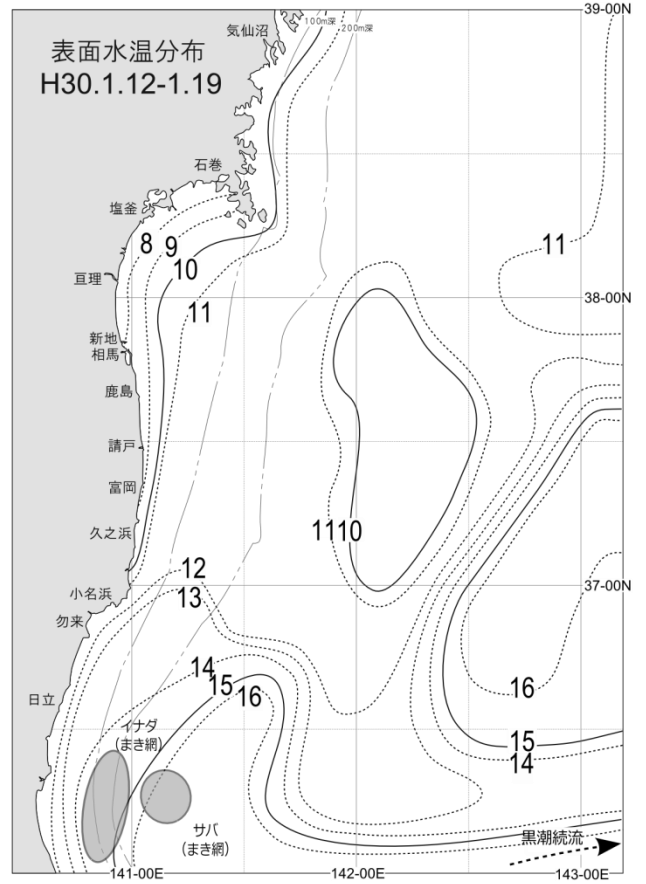 39-00N
気仙沼
100m深
200m深
表面水温分布
H30.1.12-1.19
石巻
塩釜
8
9
10
11
11
亘理
38-00N
新地
相馬
鹿島
請戸
富岡
久之浜
1110
12
13
37-00N
小名浜
勿来
14
15
16
16
日立
15
14
イナダ
(まき網)
サバ
(まき網)
黒潮続流
141-00E
142-00E
143-00E